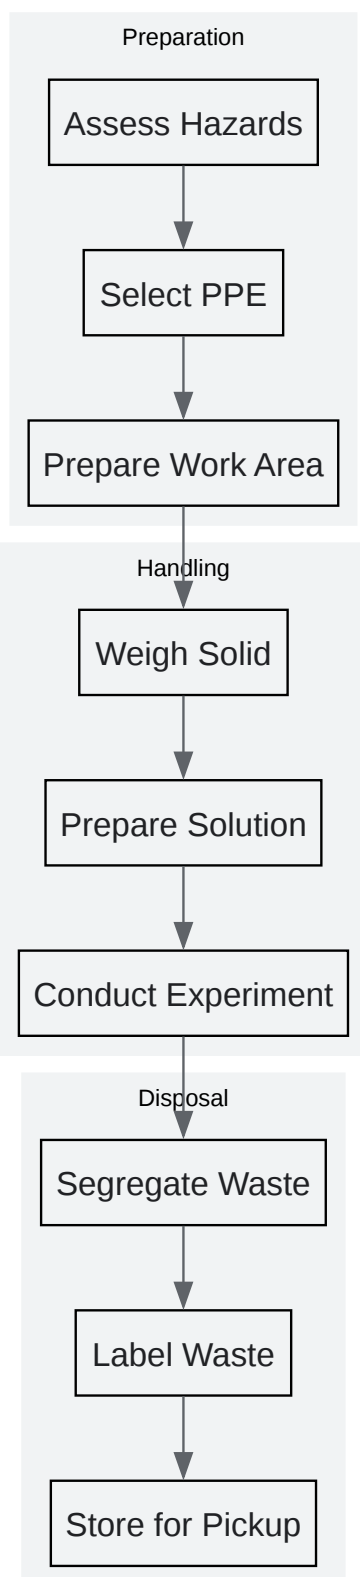 Preparation
Assess Hazards
Select PPE
Prepare Work Area
Handling
Weigh Solid
Prepare Solution
Conduct Experiment
Disposal
Segregate Waste
Label Waste
Store for Pickup